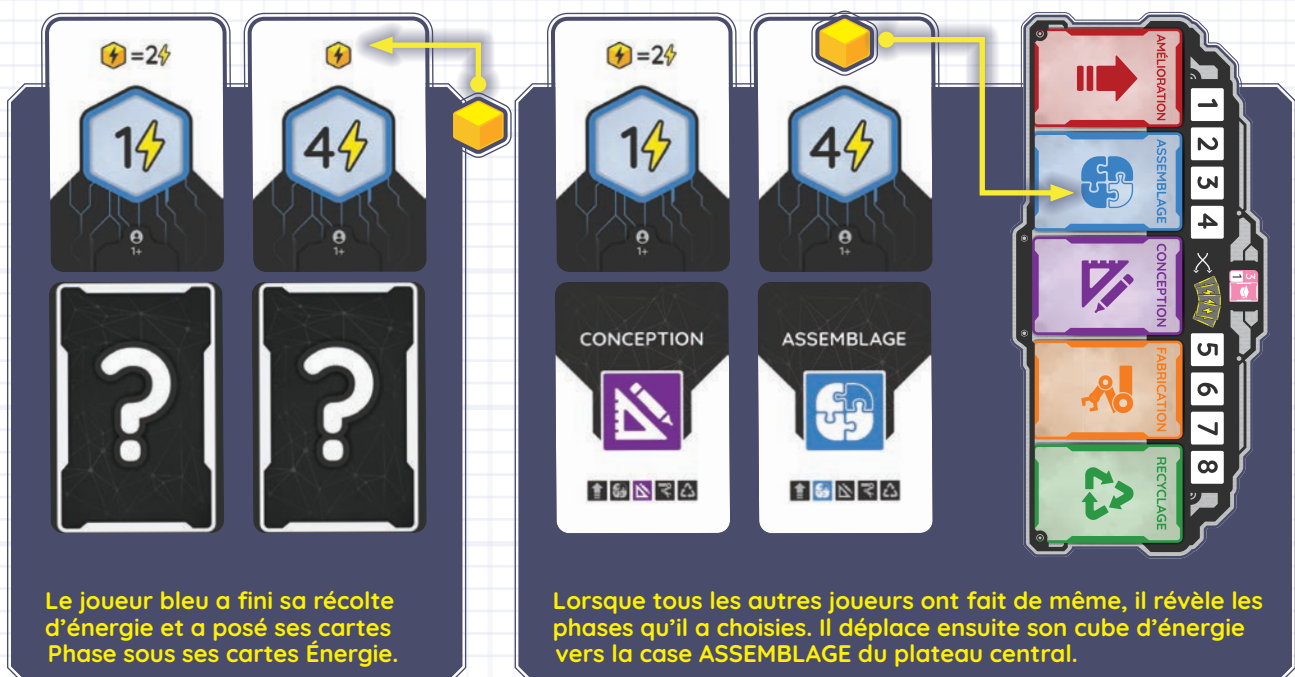 =2
1
1+
4
1+
?
?
Le joueur bleu a fini sa récolte
d’énergie et a posé ses cartes
Phase sous ses cartes Énergie.
=2
1
1+
4
1+
CONCEPTION
ASSEMBLAGE
AMÉLIORATION
ASSEMBLAGE
CONCEPTION
FABRICATION
RECYCLAGE
1
2
3
4
3
1
5
6
7
8
Lorsque tous les autres joueurs ont fait de même, il révèle les
phases qu’il a choisies. Il déplace ensuite son cube d’énergie
vers la case ASSEMBLAGE du plateau central.